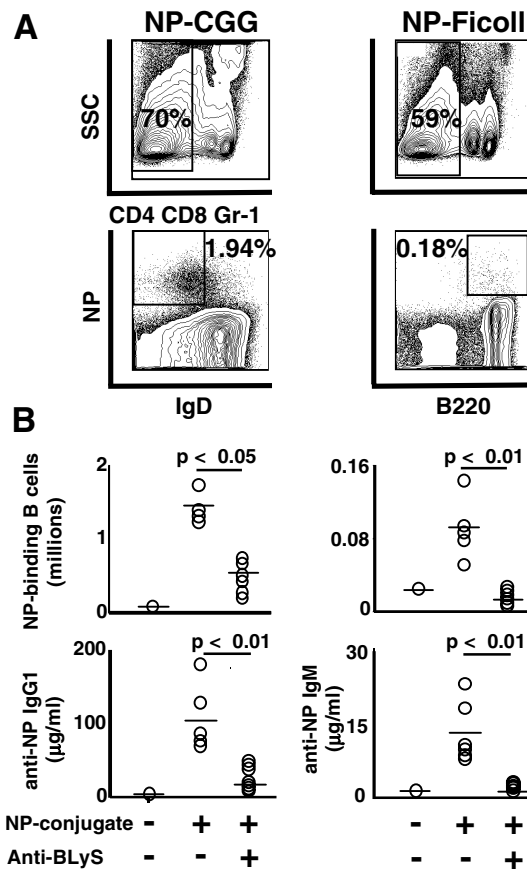 A
NP-CGG
NP-Ficoll
SSC
70%
59%
CD4 CD8 Gr-1
NP
1.94%
0.18%
IgD
B220
B
NP-binding B cells
(millions)
2
1
0
p < 0.05
0.16
0.08
0
p < 0.01
anti-NP IgG1
(µg/ml)
200
100
0
p < 0.01
anti-NP IgM
(µg/ml)
30
15
0
p < 0.01
NP-conjugate - + + - + +
Anti-BLyS - - + - - +